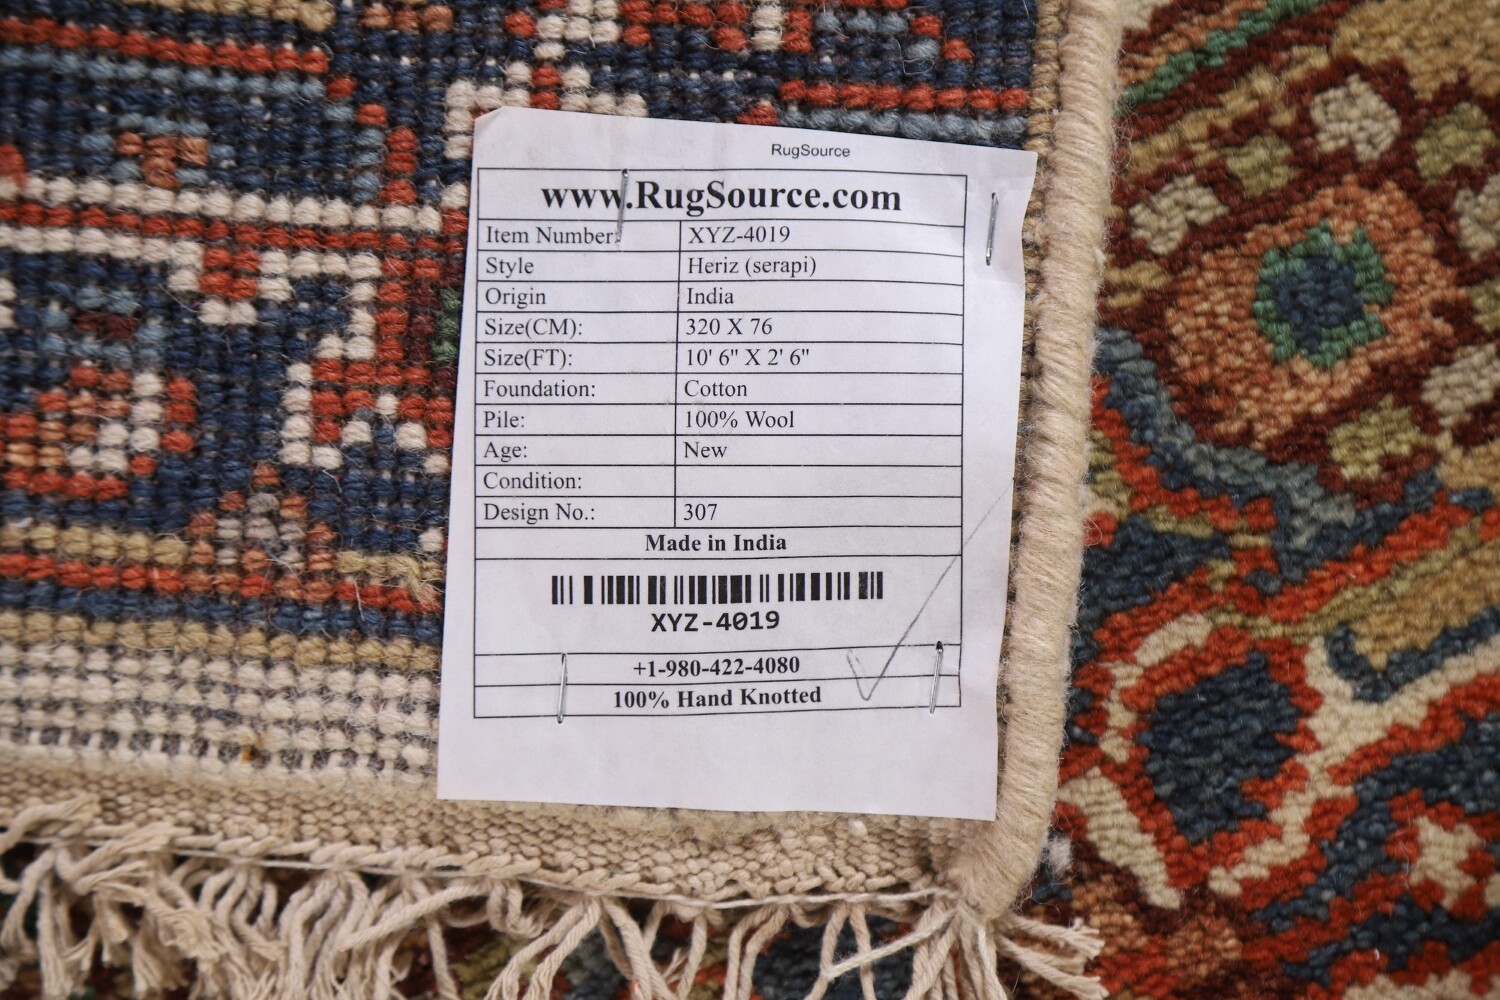 RugSource
www.RugSource.com
Item Number: XYZ-4019
Style Heriz (serapi)
Origin India
Size(CM): 320 X 76
Size(FT): 10' 6" X 2' 6"
Foundation: Cotton
Pile: 100% Wool
Age: New
Condition:
Design No.: 307
Made in India
XYZ-4019
+1-980-422-4080
100% Hand Knotted